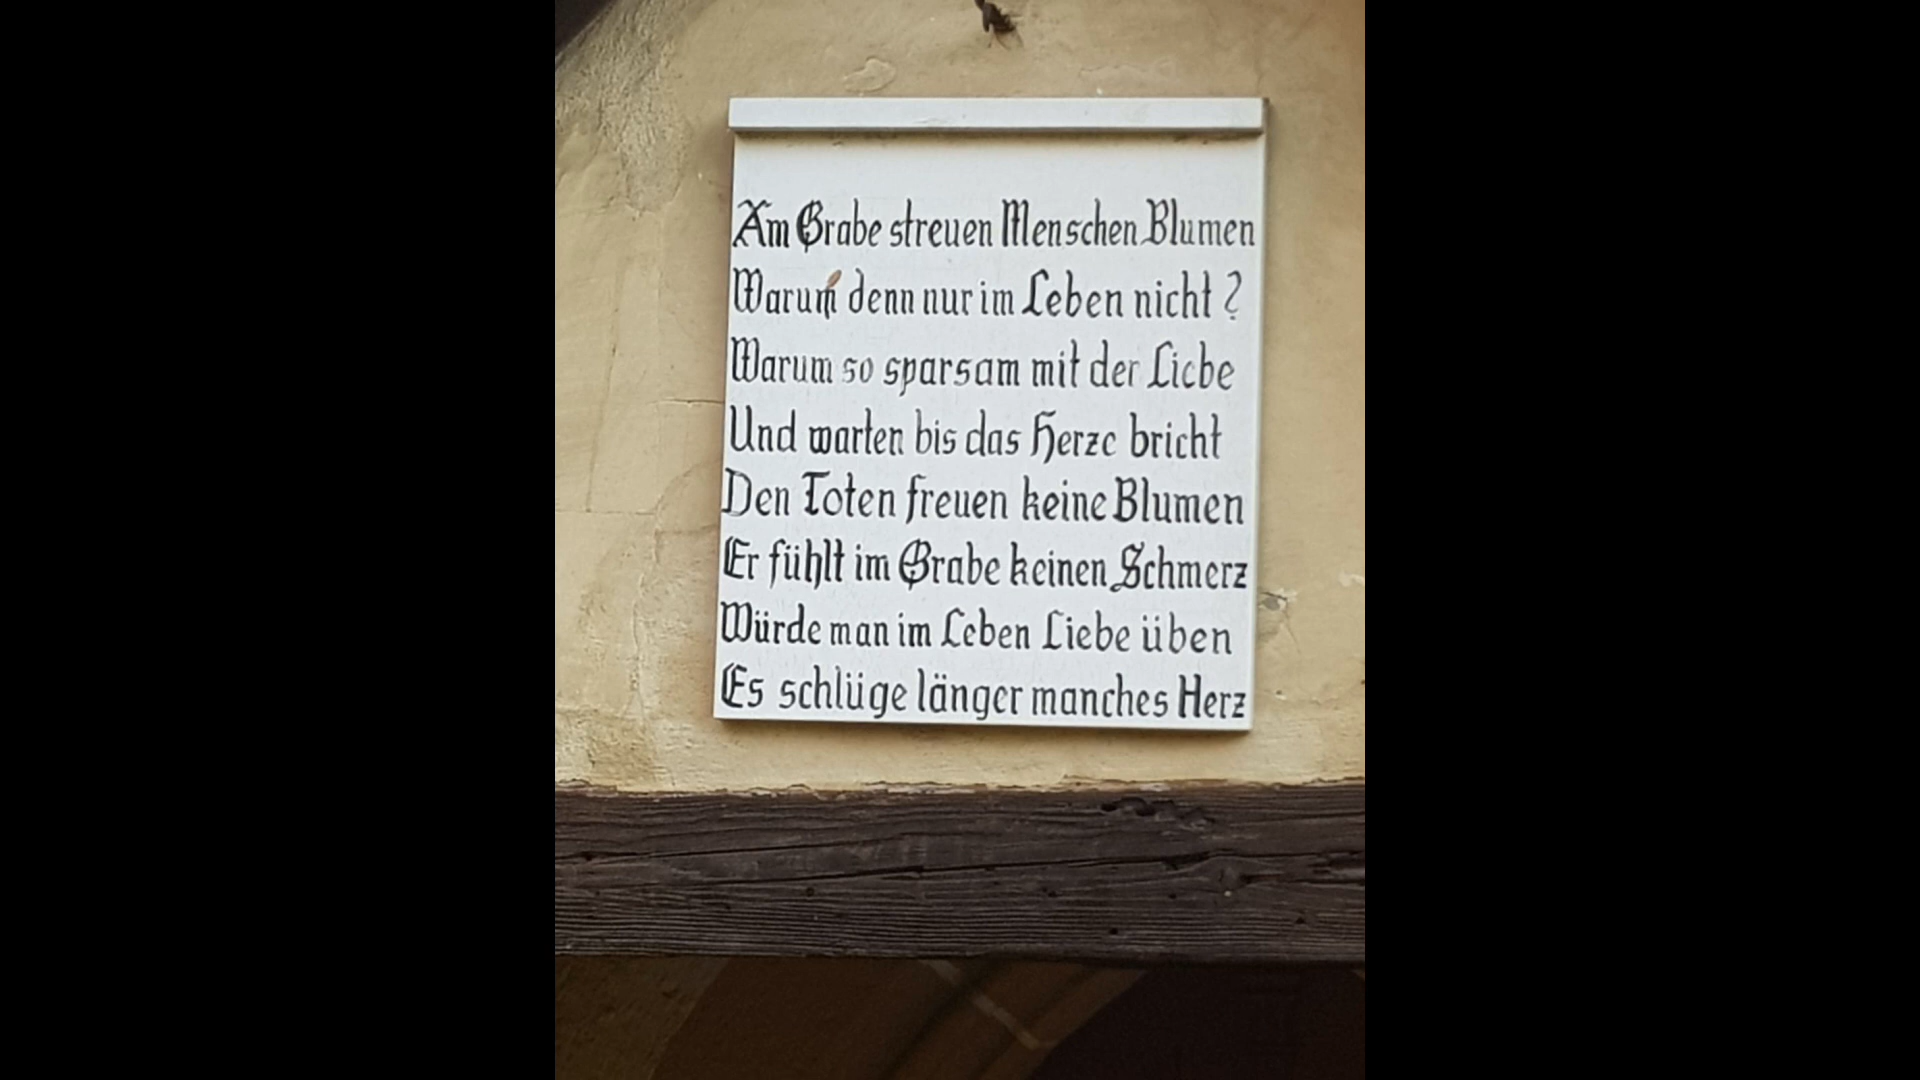 Am Grabe streuen Menschen Blumen
Warum denn nur im Leben nicht ?
Warum so sparsam mit der Liebe
Und warten bis das Herze bricht
Den Toten freuen keine Blumen
Er fühlt im Grabe keinen Schmerz
Würde man im Leben Liebe üben
Es schlüge länger manches Herz